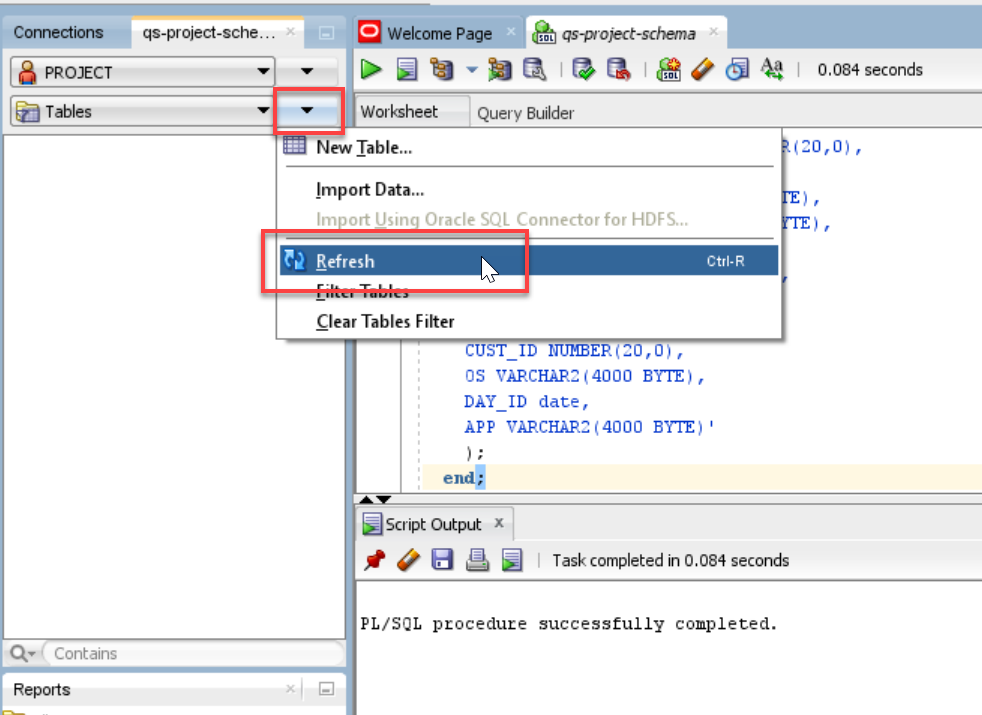 Connections
qs-project-sche...
Welcome Page
qs-project-schema
PROJECT
0.084 seconds
Tables
Worksheet
Query Builder
New Table...
R(20,0),
Import Data...
TE),
Import Using Oracle SQL Connector for HDFS...
YTE),
Refresh
Ctrl-R
,
Filter Tables
Clear Tables Filter
CUST_ID NUMBER(20,0),
OS VARCHAR2(4000 BYTE),
DAY_ID date,
APP VARCHAR2(4000 BYTE)'
);
end;
Script Output
Task completed in 0.084 seconds
PL/SQL procedure successfully completed.
Contains
Reports